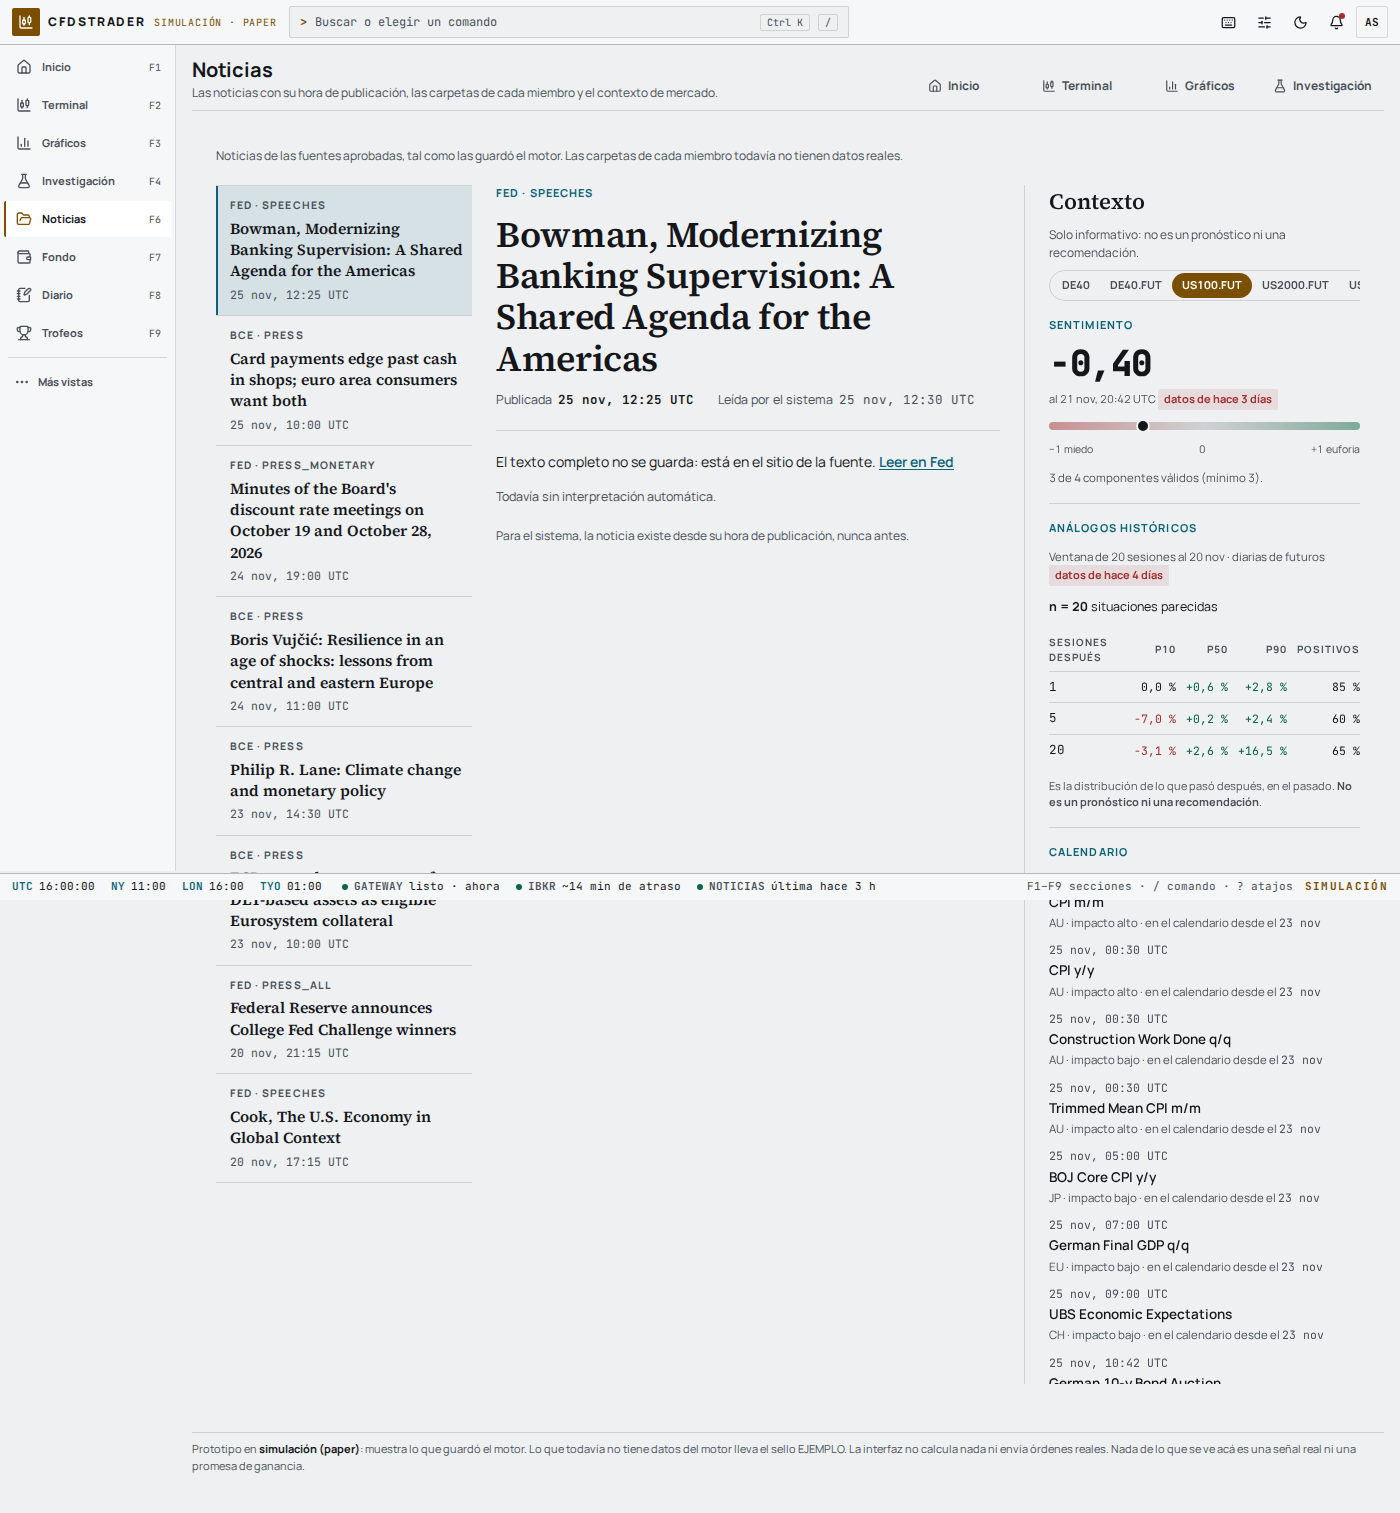 CFDSTRADER SIMULACIÓN · PAPER
> Buscar o elegir un comando Ctrl K /
AS
Inicio F1
Terminal F2
Gráficos F3
Investigación F4
Noticias F6
Fondo F7
Diario F8
Trofeos F9
Más vistas
Noticias
Las noticias con su hora de publicación, las carpetas de cada miembro y el contexto de mercado.
Inicio Terminal Gráficos Investigación
Noticias de las fuentes aprobadas, tal como las guardó el motor. Las carpetas de cada miembro todavía no tienen datos reales.
FED · SPEECHES
Bowman, Modernizing
Banking Supervision: A Shared
Agenda for the Americas
25 nov, 12:25 UTC
BCE · PRESS
Card payments edge past cash
in shops; euro area consumers
want both
25 nov, 10:00 UTC
FED · PRESS_MONETARY
Minutes of the Board's
discount rate meetings on
October 19 and October 28,
2026
24 nov, 19:00 UTC
BCE · PRESS
Boris Vujčić: Resilience in an
age of shocks: lessons from
central and eastern Europe
24 nov, 11:00 UTC
BCE · PRESS
Philip R. Lane: Climate change
and monetary policy
23 nov, 14:30 UTC
BCE · PRESS
DLT-based assets as eligible
Eurosystem collateral
23 nov, 10:00 UTC
FED · PRESS_ALL
Federal Reserve announces
College Fed Challenge winners
20 nov, 21:15 UTC
FED · SPEECHES
Cook, The U.S. Economy in
Global Context
20 nov, 17:15 UTC
FED · SPEECHES
Bowman, Modernizing
Banking Supervision: A
Shared Agenda for the
Americas
Publicada 25 nov, 12:25 UTC Leída por el sistema 25 nov, 12:30 UTC
El texto completo no se guarda: está en el sitio de la fuente. Leer en Fed
Todavía sin interpretación automática.
Para el sistema, la noticia existe desde su hora de publicación, nunca antes.
Contexto
Solo informativo: no es un pronóstico ni una
recomendación.
DE40 DE40.FUT US100.FUT US2000.FUT US
SENTIMIENTO
-0,40
al 21 nov, 20:42 UTC datos de hace 3 días
−1 miedo 0 +1 euforia
3 de 4 componentes válidos (mínimo 3).
ANÁLOGOS HISTÓRICOS
Ventana de 20 sesiones al 20 nov · diarias de futuros
datos de hace 4 días
n = 20 situaciones parecidas
SESIONES DESPUÉS P10 P50 P90 POSITIVOS
1 0,0 % +0,6 % +2,8 % 85 %
5 -7,0 % +0,2 % +2,4 % 60 %
20 -3,1 % +2,6 % +16,5 % 65 %
Es la distribución de lo que pasó después, en el pasado. No
es un pronóstico ni una recomendación.
CALENDARIO
CPI m/m
AU · impacto alto · en el calendario desde el 23 nov
25 nov, 00:30 UTC
CPI y/y
AU · impacto alto · en el calendario desde el 23 nov
25 nov, 00:30 UTC
Construction Work Done q/q
AU · impacto bajo · en el calendario desde el 23 nov
25 nov, 00:30 UTC
Trimmed Mean CPI m/m
AU · impacto alto · en el calendario desde el 23 nov
25 nov, 05:00 UTC
BOJ Core CPI y/y
JP · impacto bajo · en el calendario desde el 23 nov
25 nov, 07:00 UTC
German Final GDP q/q
EU · impacto bajo · en el calendario desde el 23 nov
25 nov, 09:00 UTC
UBS Economic Expectations
CH · impacto bajo · en el calendario desde el 23 nov
25 nov, 10:42 UTC
German 10-y Bond Auction
UTC 16:00:00 NY 11:00 LON 16:00 TYO 01:00 GATEWAY listo · ahora IBKR ~14 min de atraso NOTICIAS última hace 3 h
F1–F9 secciones · / comando · ? atajos SIMULACIÓN
Prototipo en simulación (paper): muestra lo que guardó el motor. Lo que todavía no tiene datos del motor lleva el sello EJEMPLO. La interfaz no calcula nada ni envía órdenes reales. Nada de lo que se ve acá es una señal real ni una
promesa de ganancia.